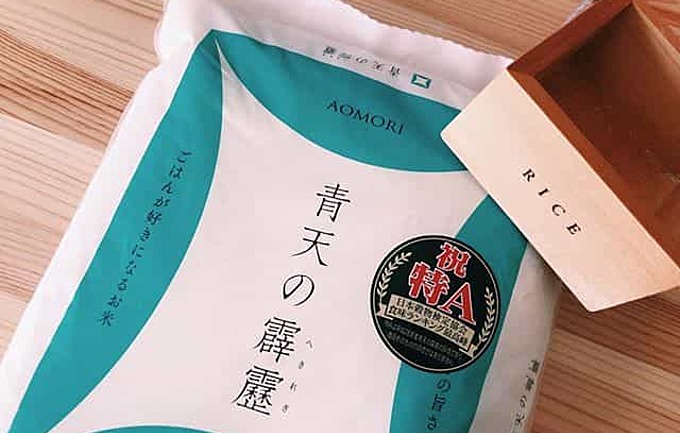 青天の霹靂
AOMORI
青天の霹靂
へきれき
ごはんが好きになるお米
祝
特A
日本穀物検定協会
食味ランキング最高峰
の旨さ
RICE